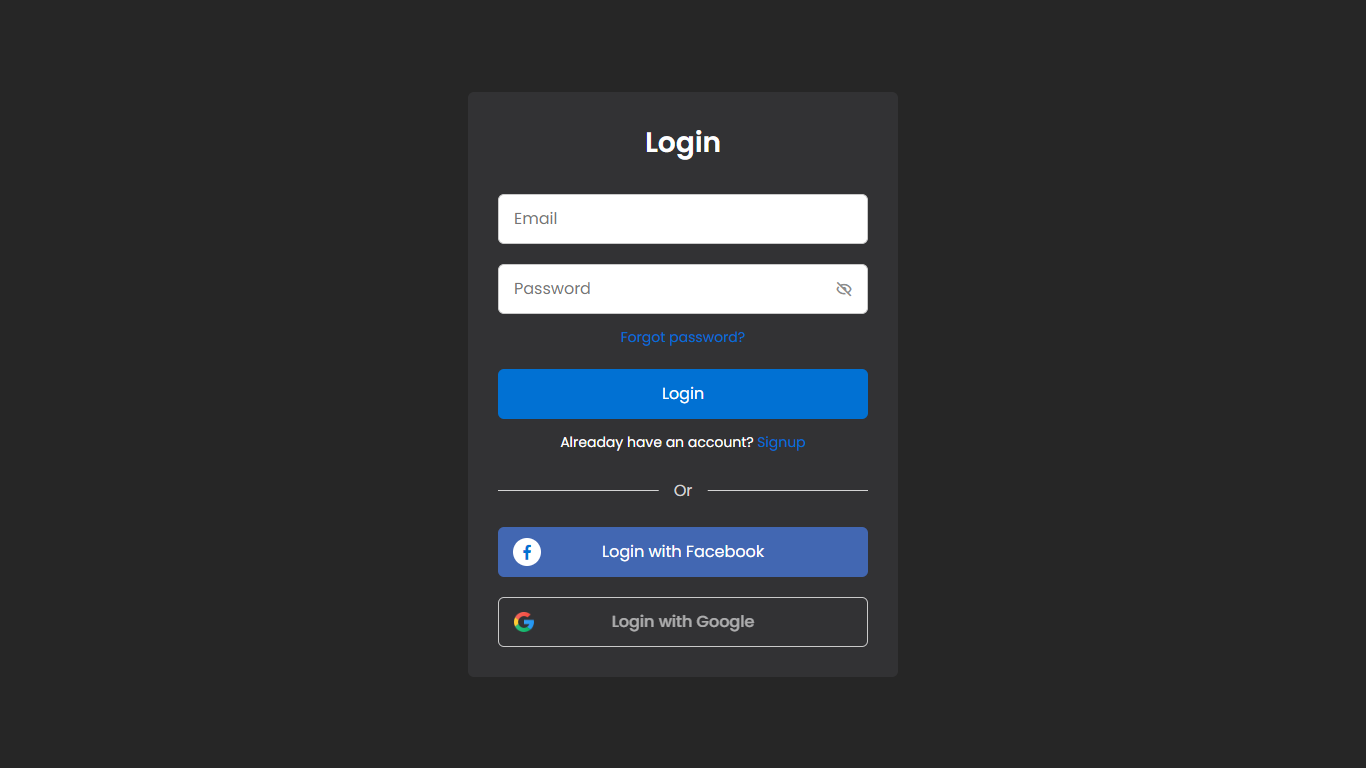 Login
Email
Password
Forgot password?
Login
Alreaday have an account? Signup
Or
Login with Facebook
Login with Google